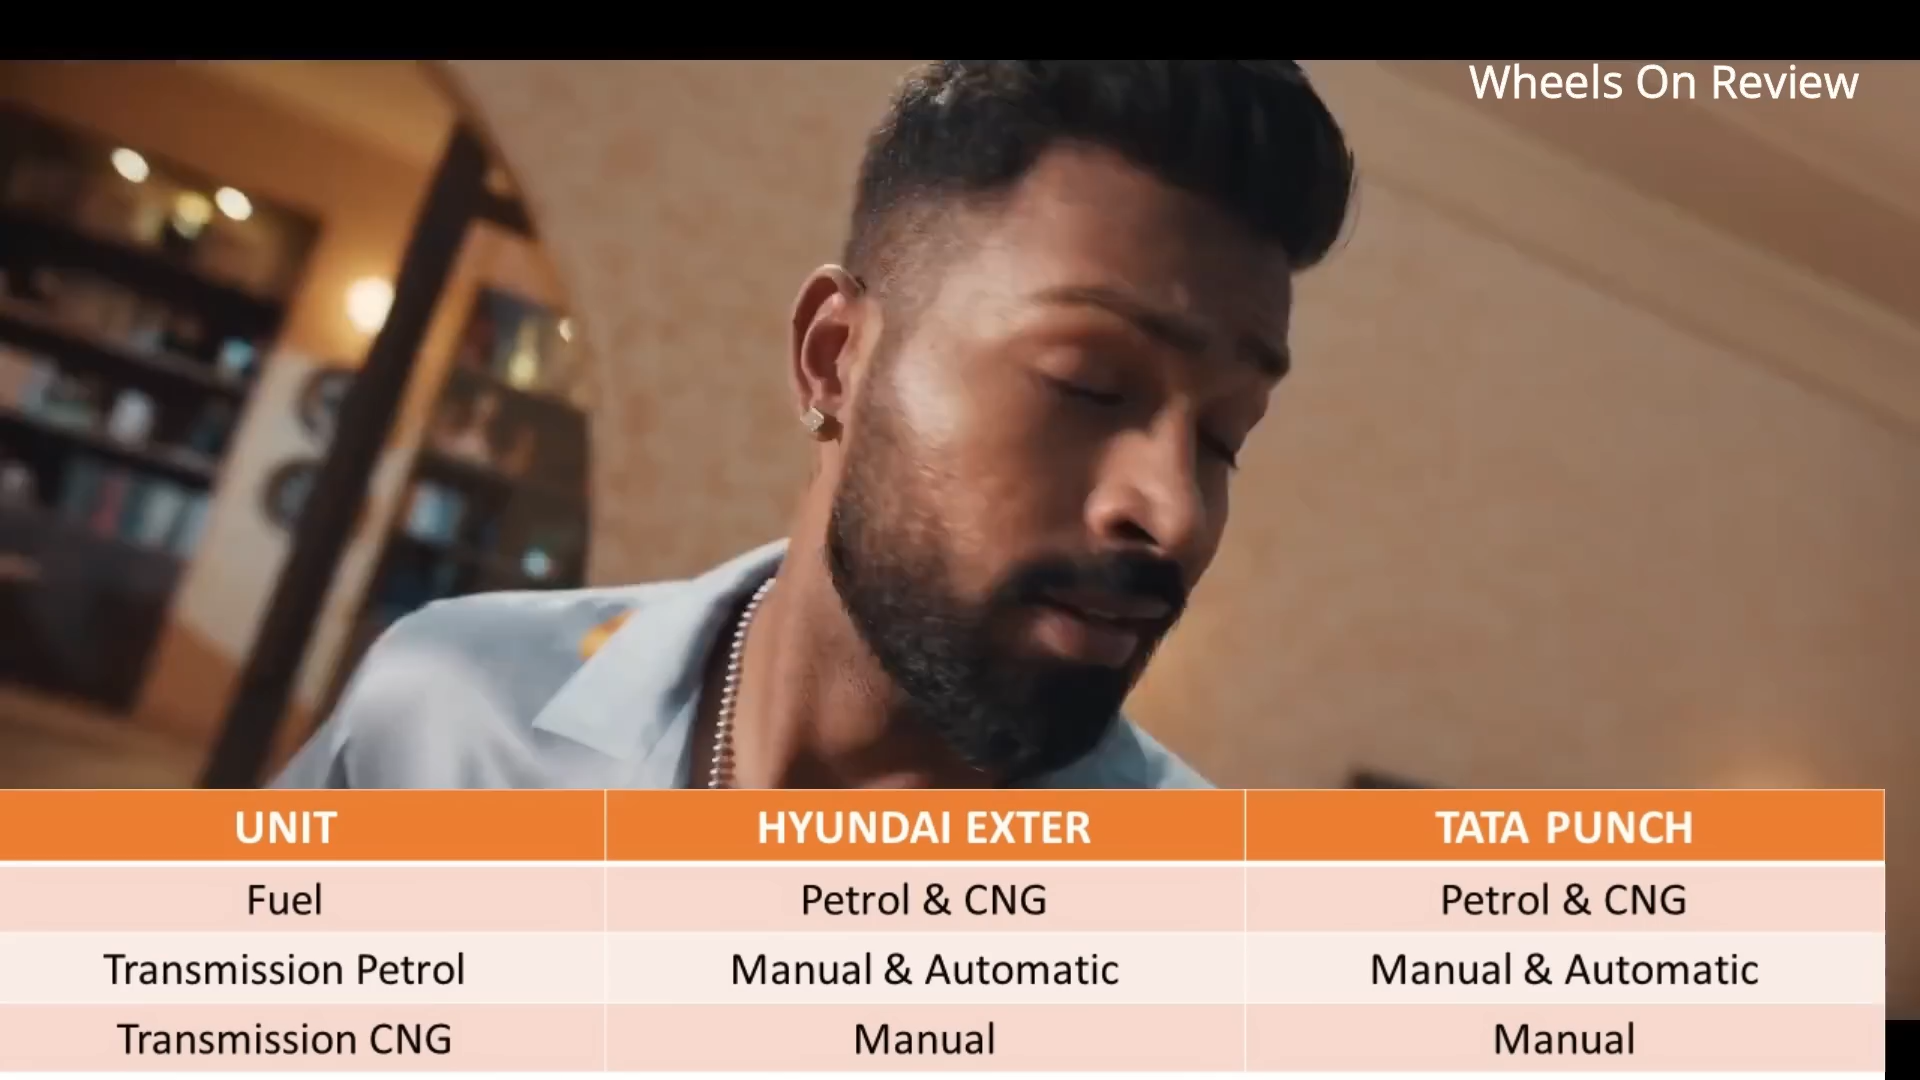 Wheels On Review
UNIT HYUNDAI EXTER TATA PUNCH
Fuel Petrol & CNG Petrol & CNG
Transmission Petrol Manual & Automatic Manual & Automatic
Transmission CNG Manual Manual